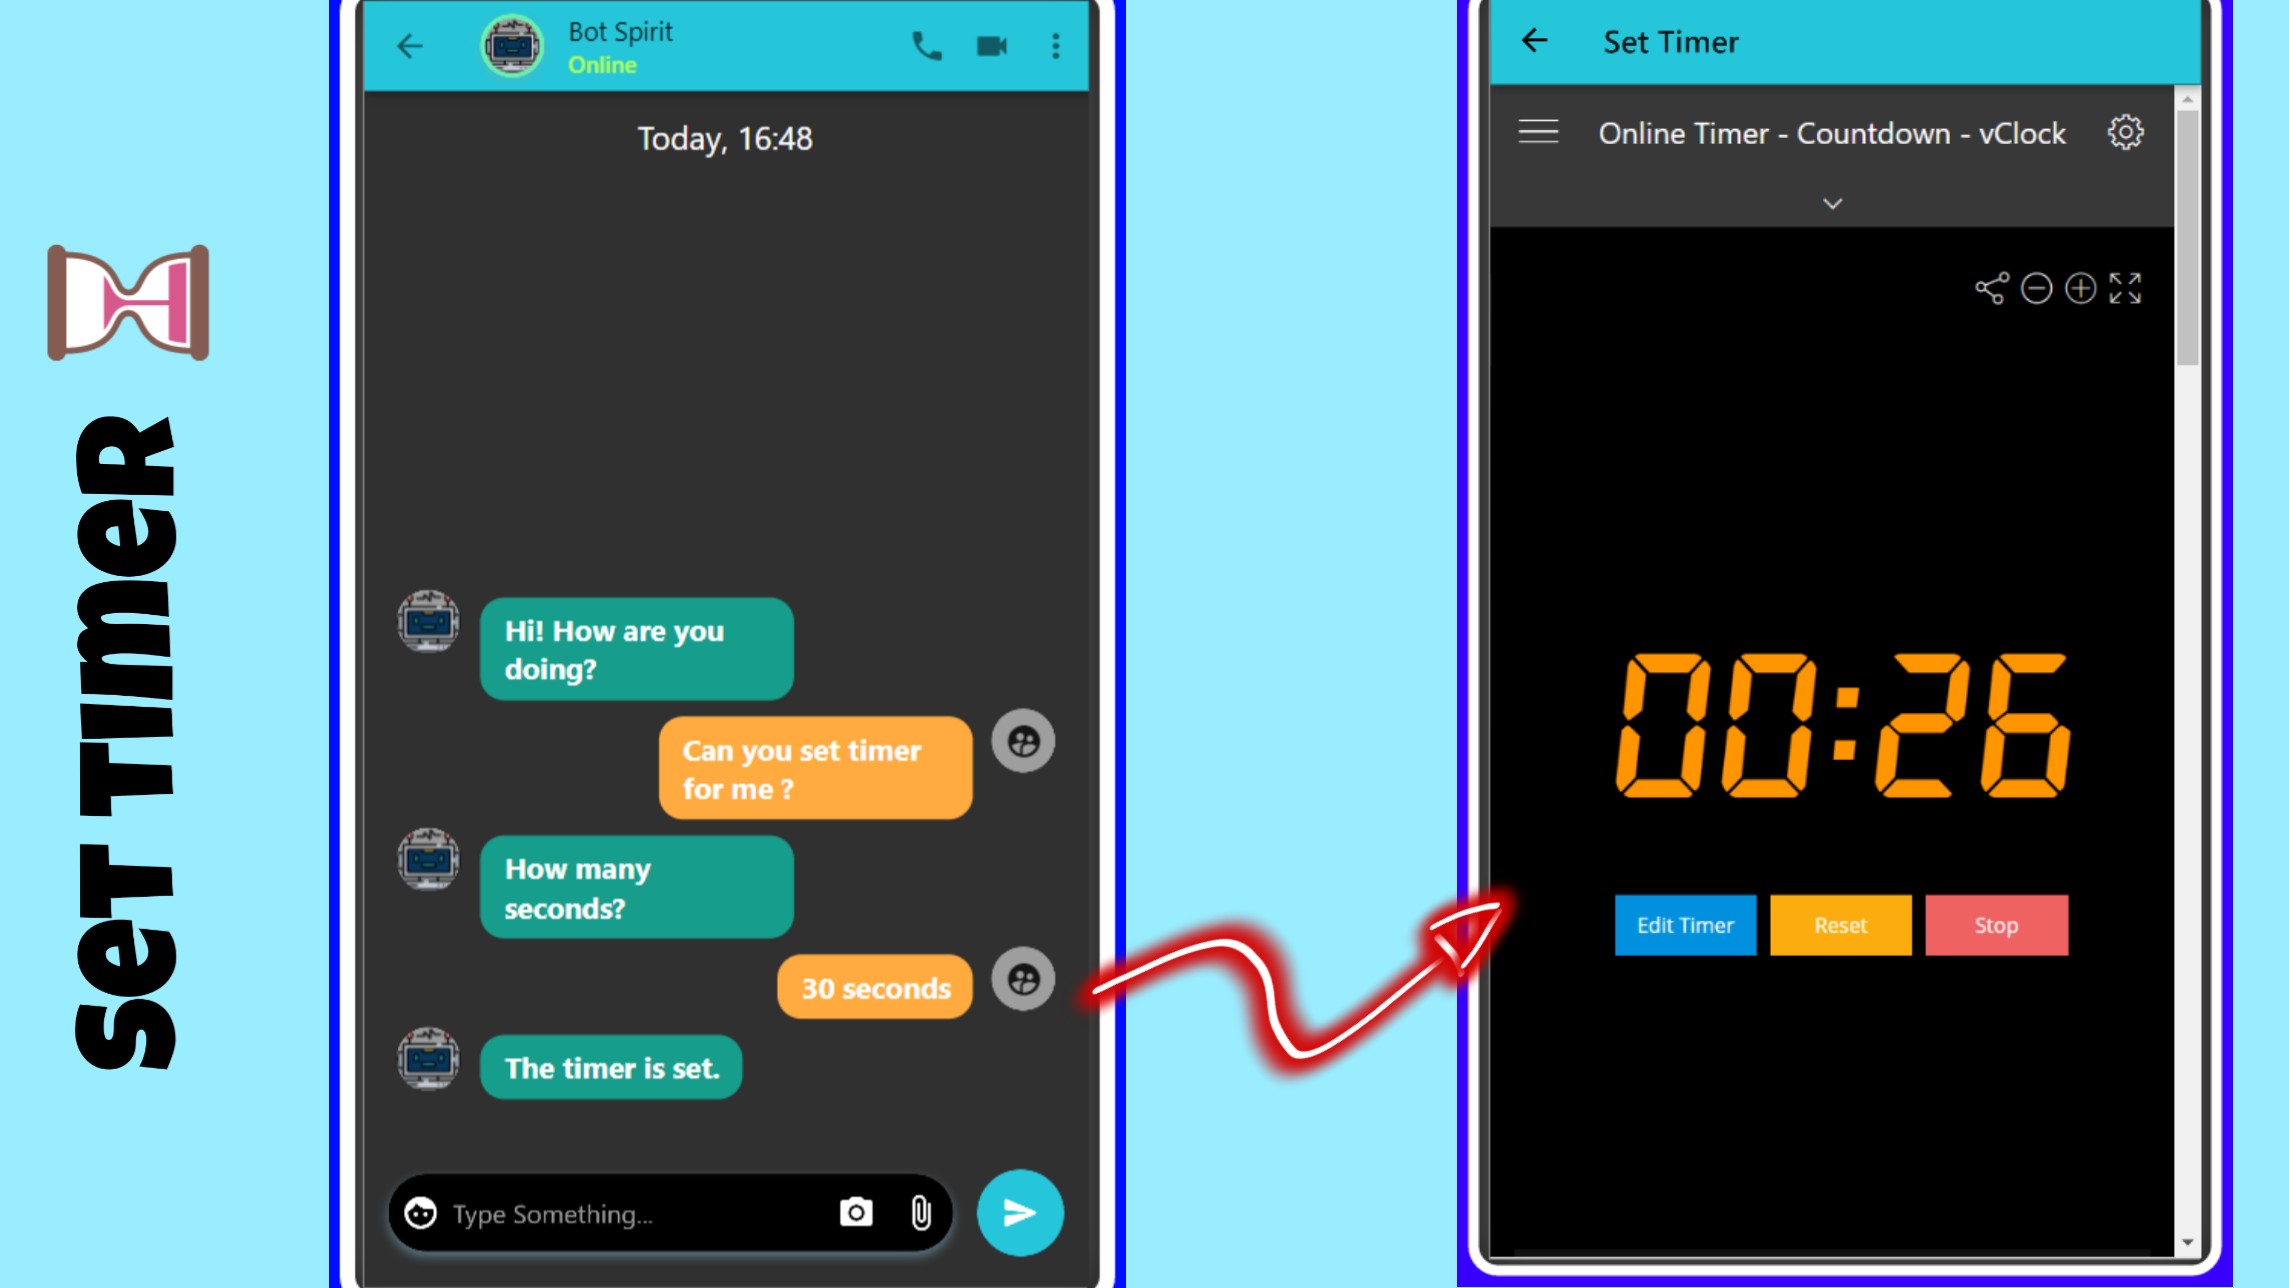 SET TIMER
Bot Spirit
Online
Today, 16:48
Hi! How are you
doing?
Can you set timer
for me ?
How many
seconds?
30 seconds
The timer is set.
Type Something...
Set Timer
Online Timer - Countdown - vClock
00:26
Edit Timer
Reset
Stop